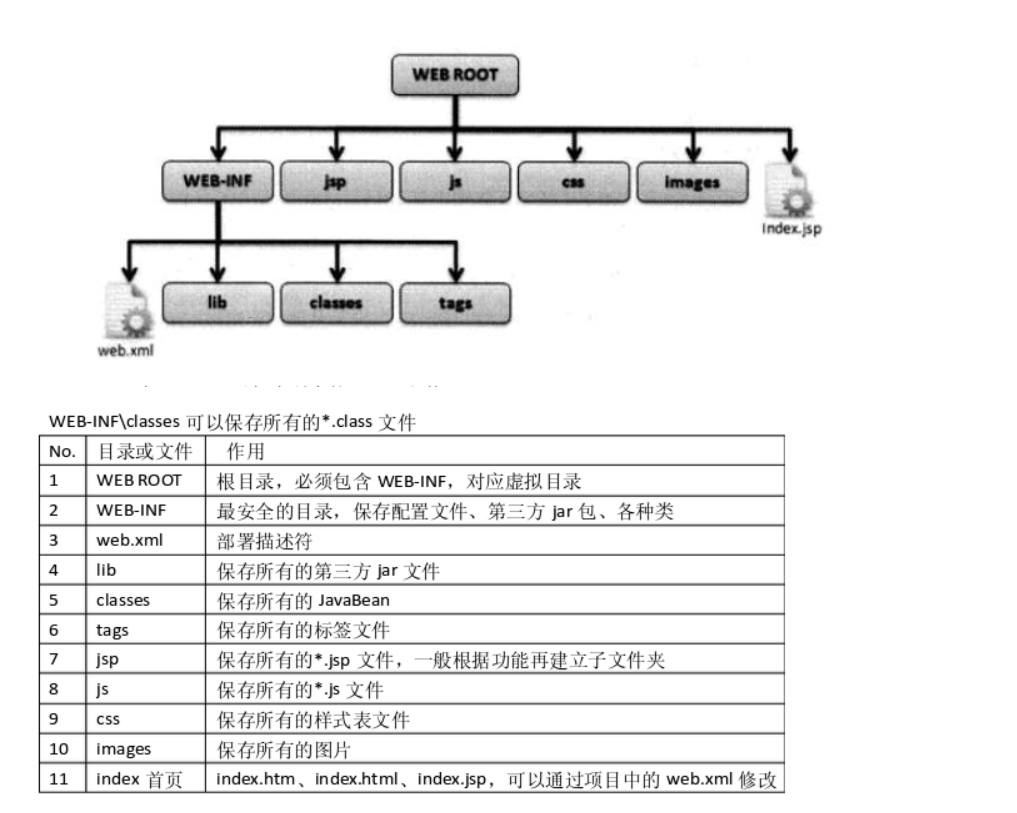 WEB ROOT
WEB-INF
jsp
js
css
images
Index.jsp
lib
classes
tags
web.xml
WEB-INF\classes 可以保存所有的*.class 文件
No. 目录或文件 作用
1 WEB ROOT 根目录，必须包含 WEB-INF，对应虚拟目录
2 WEB-INF 最安全的目录，保存配置文件、第三方 jar 包、各种类
3 web.xml 部署描述符
4 lib 保存所有的第三方 jar 文件
5 classes 保存所有的 JavaBean
6 tags 保存所有的标签文件
7 jsp 保存所有的*.jsp 文件，一般根据功能再建立子文件夹
8 js 保存所有的*.js 文件
9 css 保存所有的样式表文件
10 images 保存所有的图片
11 index 首页 index.htm、index.html、index.jsp，可以通过项目中的 web.xml 修改